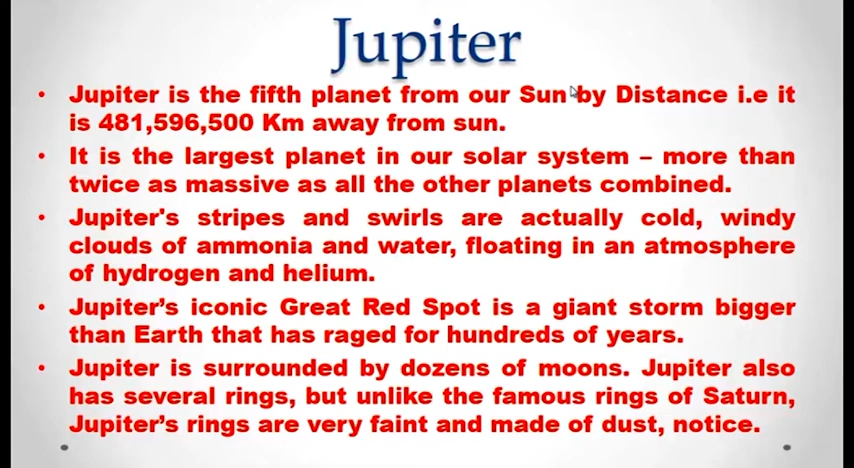 Jupiter
• Jupiter is the fifth planet from our Sun by Distance i.e it
is 481,596,500 Km away from sun.
• It is the largest planet in our solar system – more than
twice as massive as all the other planets combined.
• Jupiter's stripes and swirls are actually cold, windy
clouds of ammonia and water, floating in an atmosphere
of hydrogen and helium.
• Jupiter’s iconic Great Red Spot is a giant storm bigger
than Earth that has raged for hundreds of years.
• Jupiter is surrounded by dozens of moons. Jupiter also
has several rings, but unlike the famous rings of Saturn,
Jupiter’s rings are very faint and made of dust, notice.